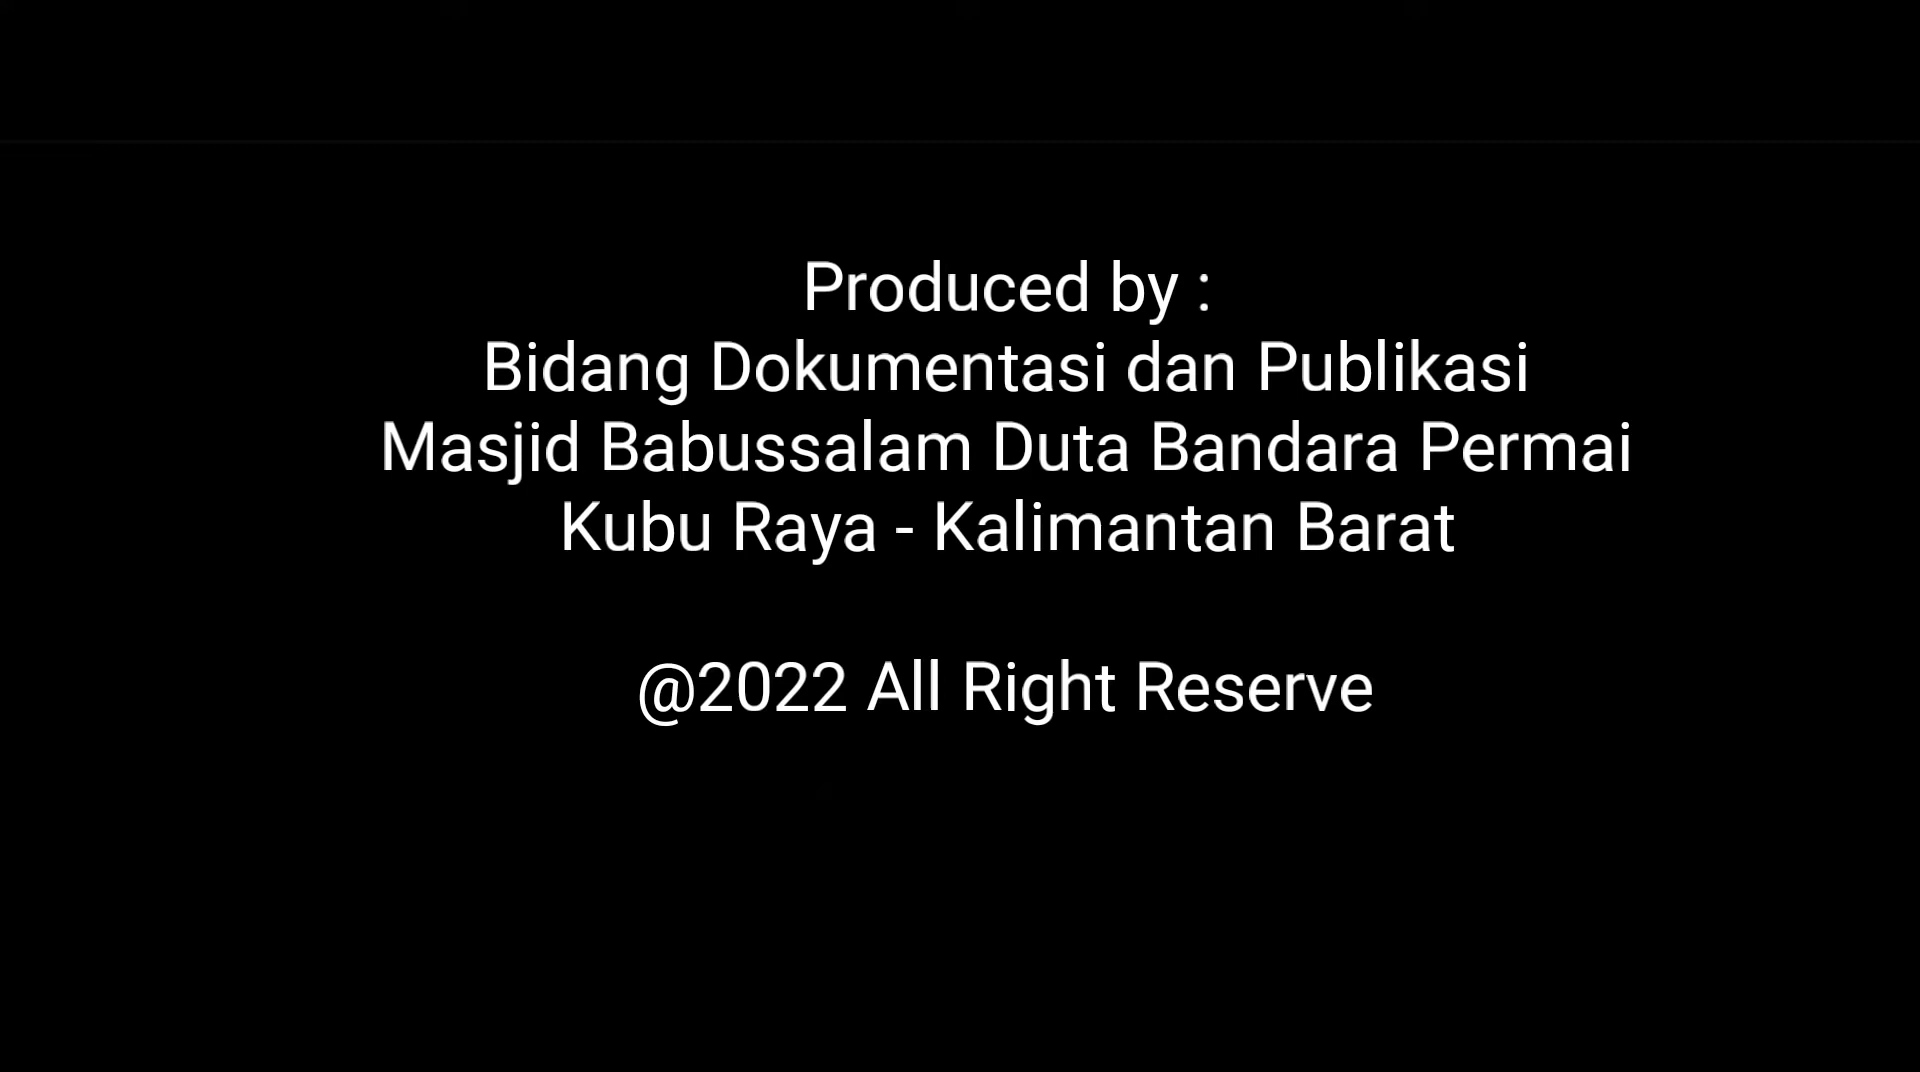 Produced by :
Bidang Dokumentasi dan Publikasi
Masjid Babussalam Duta Bandara Permai
Kubu Raya - Kalimantan Barat
@2022 All Right Reserve